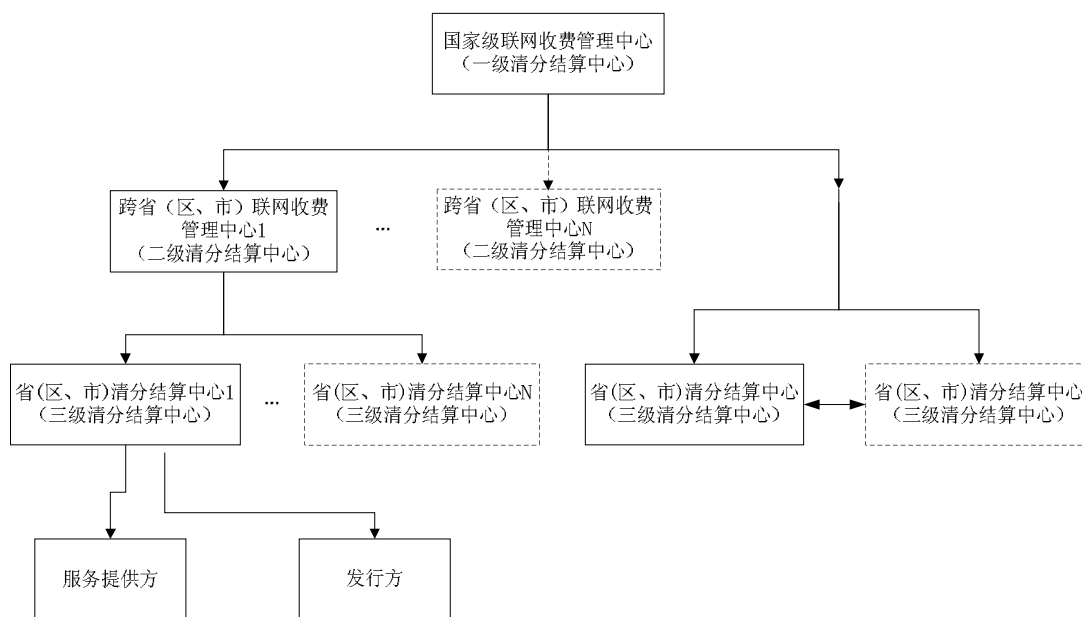 国家级联网收费管理中心
（一级清分结算中心）
跨省（区、市）联网收费
管理中心1
（二级清分结算中心）
…
跨省（区、市）联网收费
管理中心N
（二级清分结算中心）
省(区、市)清分结算中心1
（三级清分结算中心）
…
省(区、市)清分结算中心N
（三级清分结算中心）
省(区、市)清分结算中心
（三级清分结算中心）
省(区、市)清分结算中心
（三级清分结算中心）
服务提供方
发行方